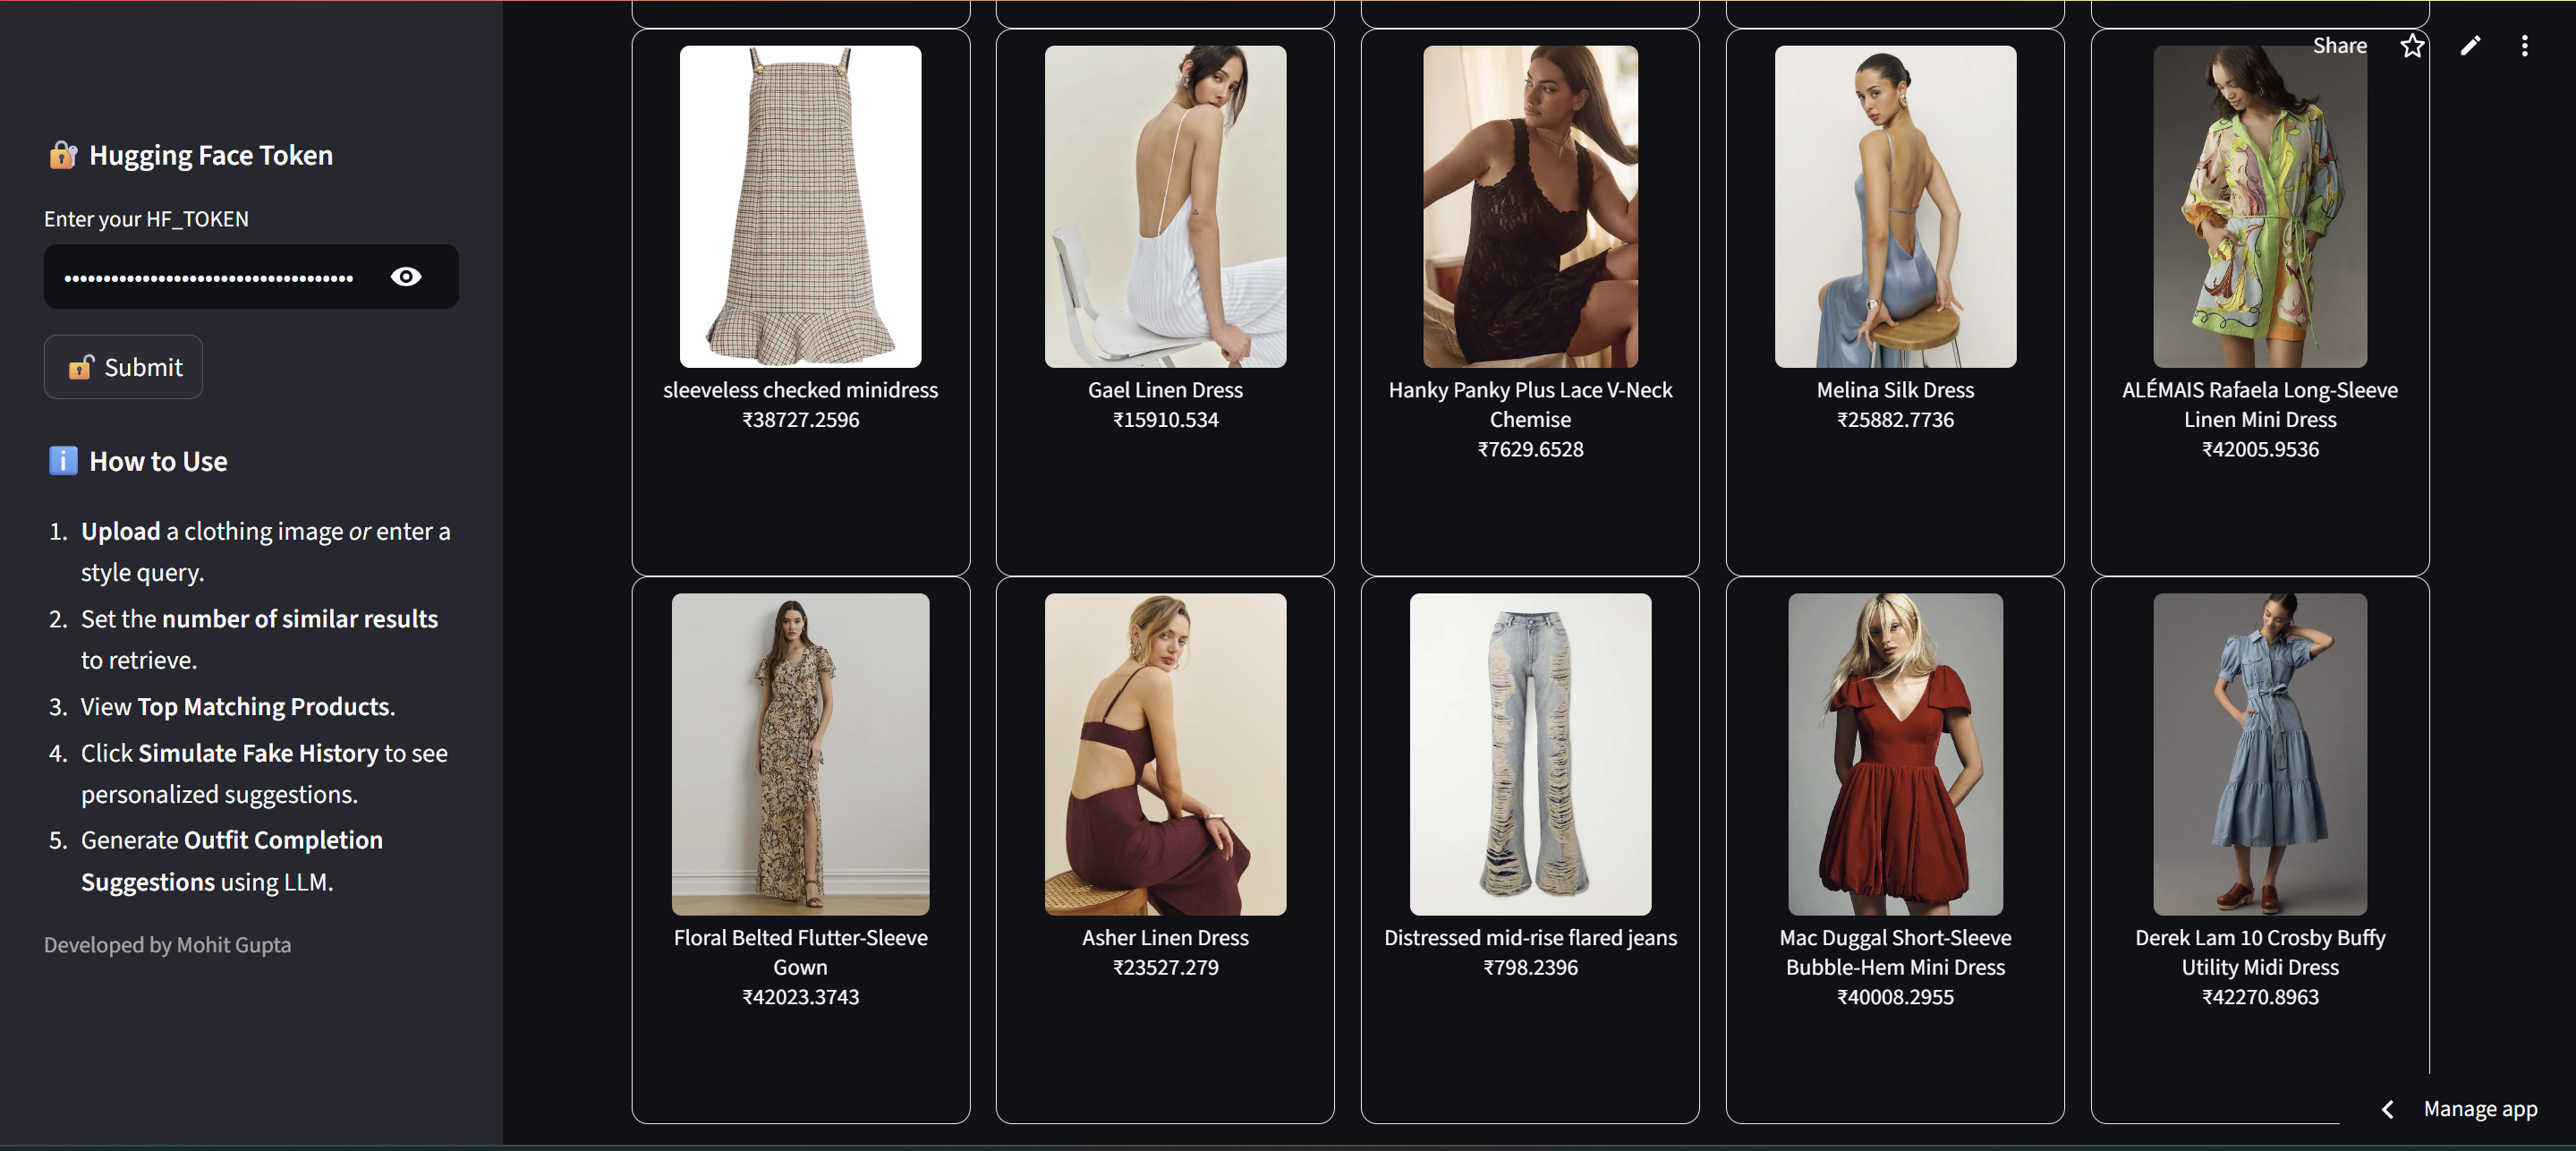 Hugging Face Token
Enter your HF_TOKEN
Submit
How to Use
1. Upload a clothing image or enter a
style query.
2. Set the number of similar results
to retrieve.
3. View Top Matching Products.
4. Click Simulate Fake History to see
personalized suggestions.
5. Generate Outfit Completion
Suggestions using LLM.
Developed by Mohit Gupta
Share
sleeveless checked minidress
₹38727.2596
Gael Linen Dress
₹15910.534
Hanky Panky Plus Lace V-Neck
Chemise
₹7629.6528
Melina Silk Dress
₹25882.7736
ALÉMAIS Rafaela Long-Sleeve
Linen Mini Dress
₹42005.9536
Floral Belted Flutter-Sleeve
Gown
₹42023.3743
Asher Linen Dress
₹23527.279
Distressed mid-rise flared jeans
₹798.2396
Mac Duggal Short-Sleeve
Bubble-Hem Mini Dress
₹40008.2955
Derek Lam 10 Crosby Buffy
Utility Midi Dress
₹42270.8963
Manage app